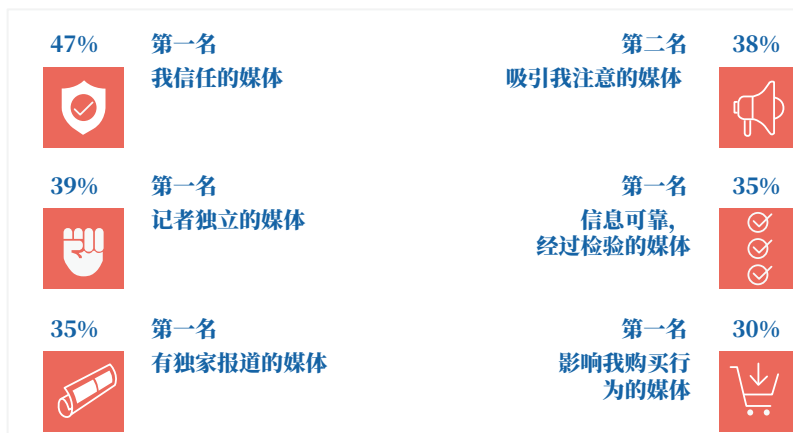 47%
第一名
我信任的媒体
38%
第二名
吸引我注意的媒体
39%
第一名
记者独立的媒体
35%
第一名
信息可靠，
经过检验的媒体
35%
第一名
有独家报道的媒体
30%
第一名
影响我购买行
为的媒体